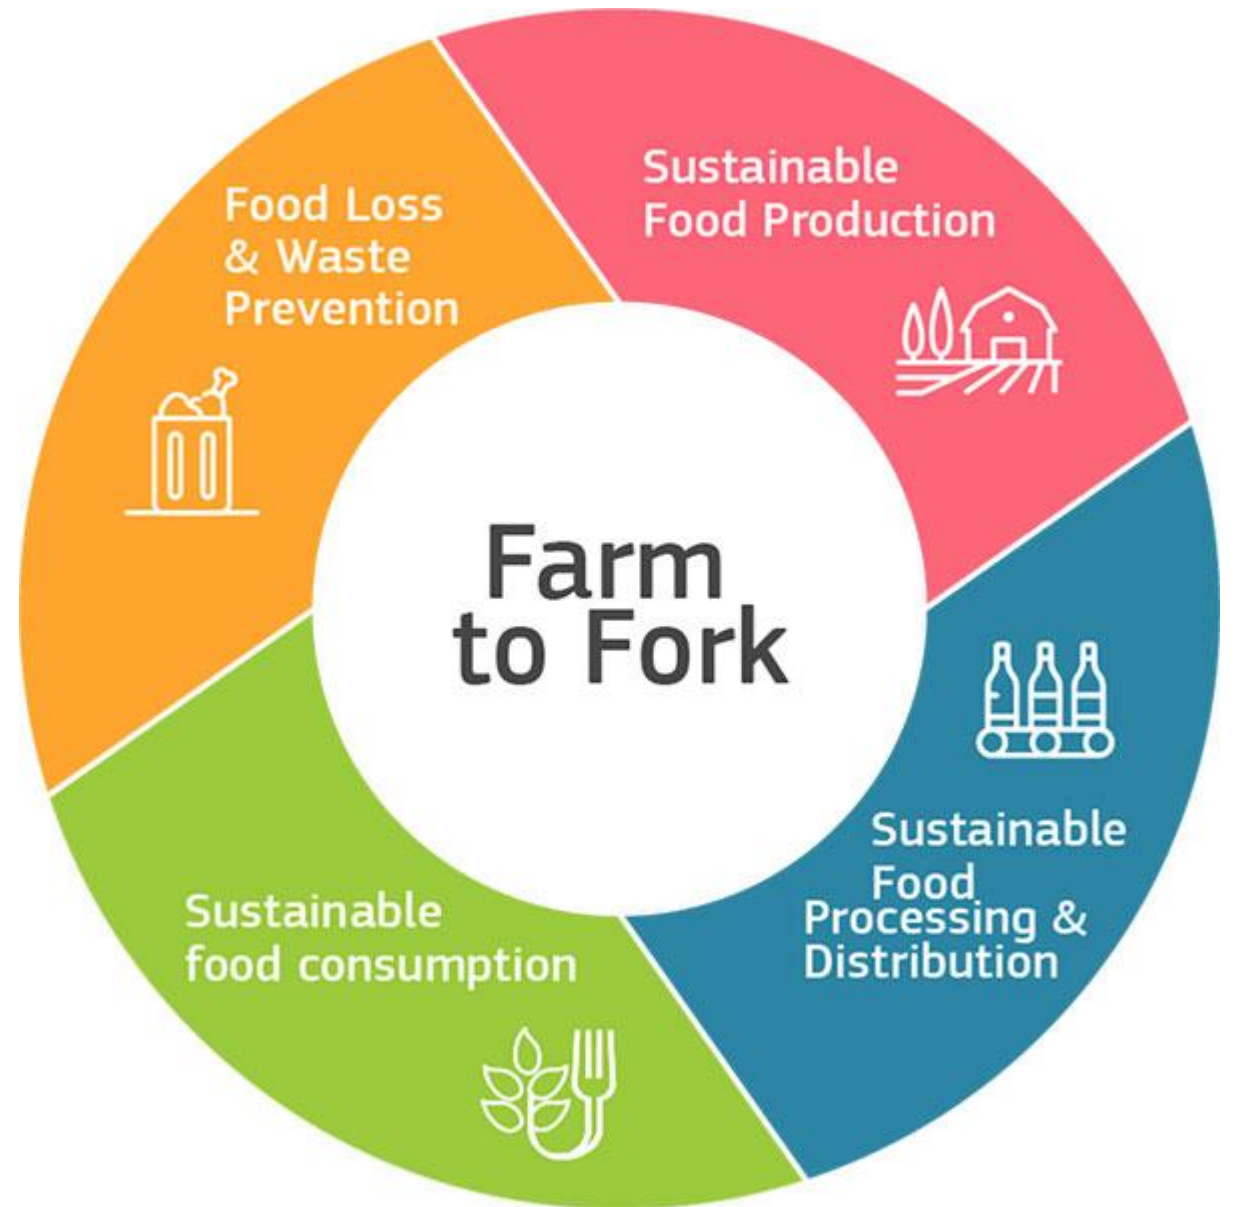 Food Loss
& Waste
Prevention
Sustainable
Food Production
Farm
to Fork
Sustainable
Food
Processing &
Distribution
Sustainable
food consumption